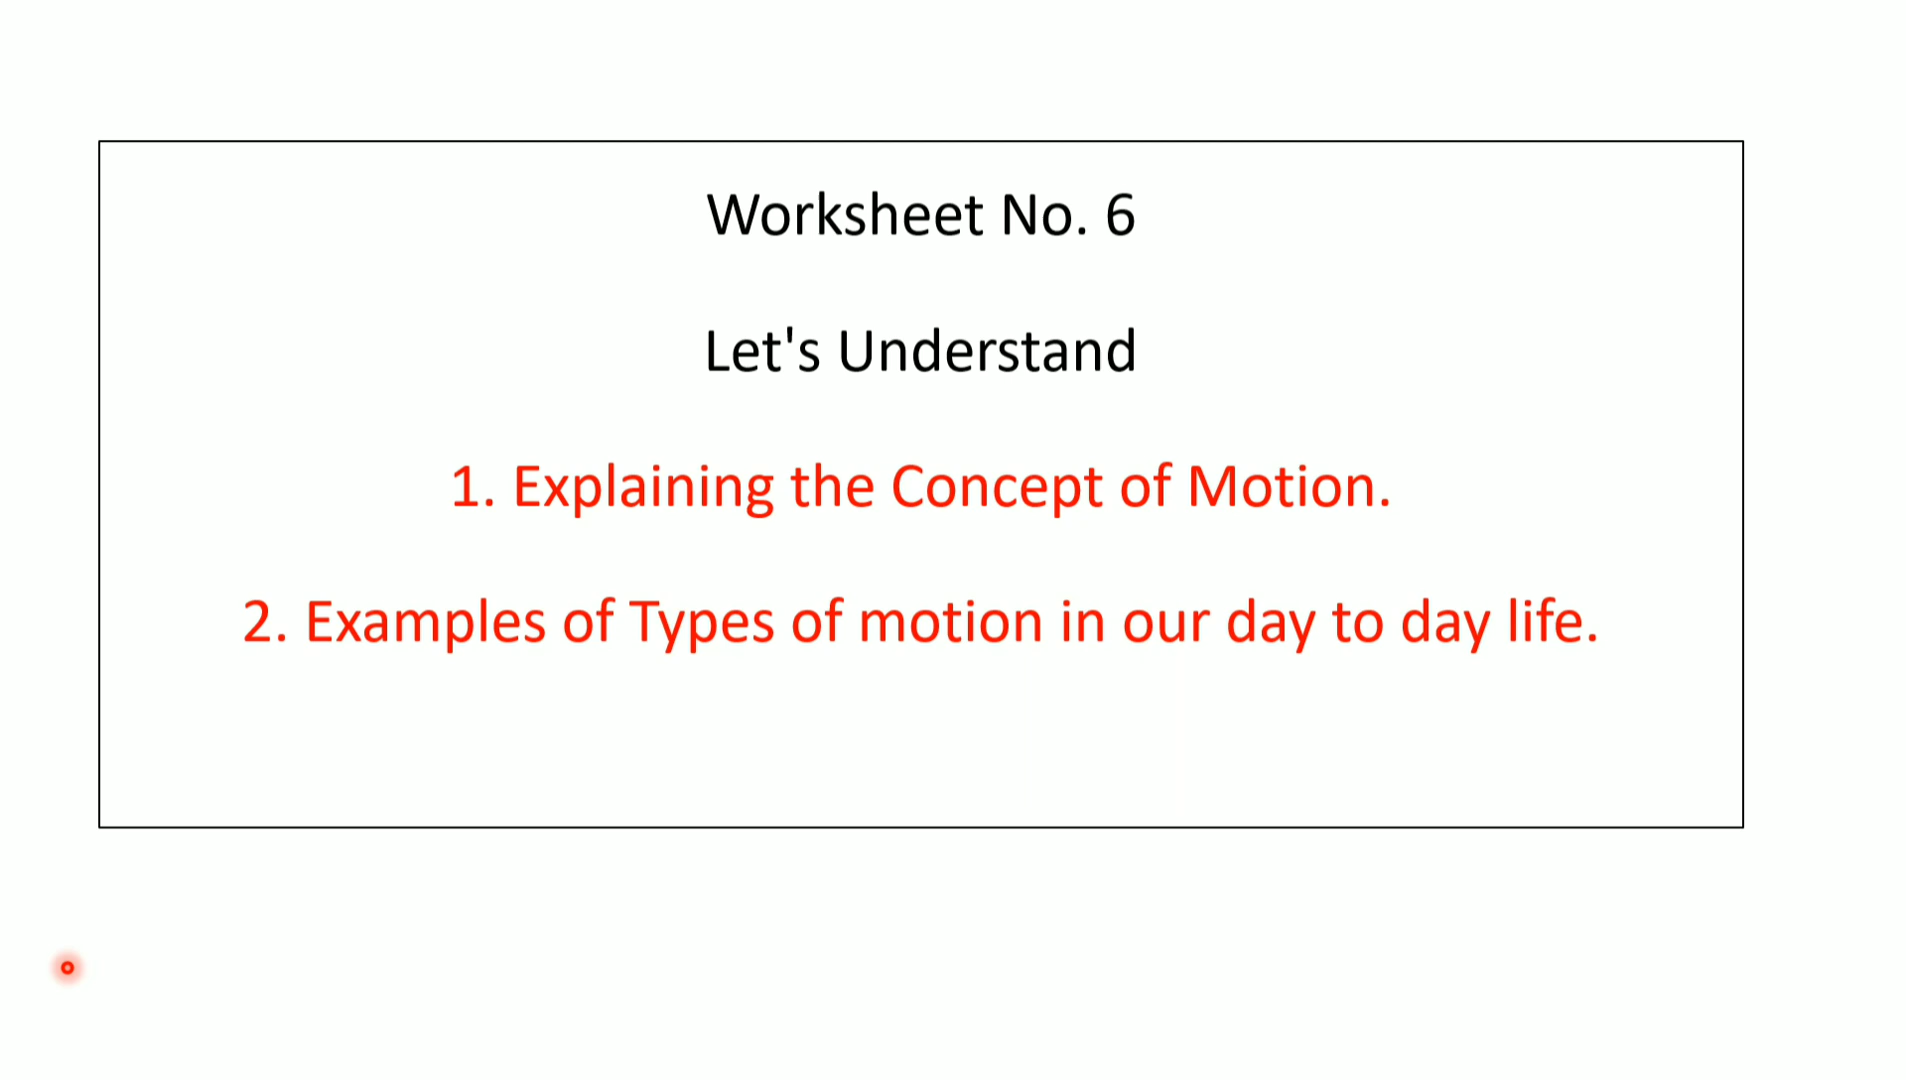 Worksheet No. 6
Let's Understand
1. Explaining the Concept of Motion.
2. Examples of Types of motion in our day to day life.